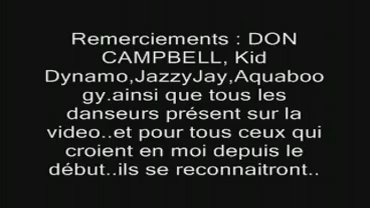 Remerciements : DON
CAMPBELL, Kid
Dynamo,JazzyJay,Aquaboo
gy.ainsi que tous les
danseurs présent sur la
video..et pour tous ceux qui
croient en moi depuis le
début..ils se reconnaitront..